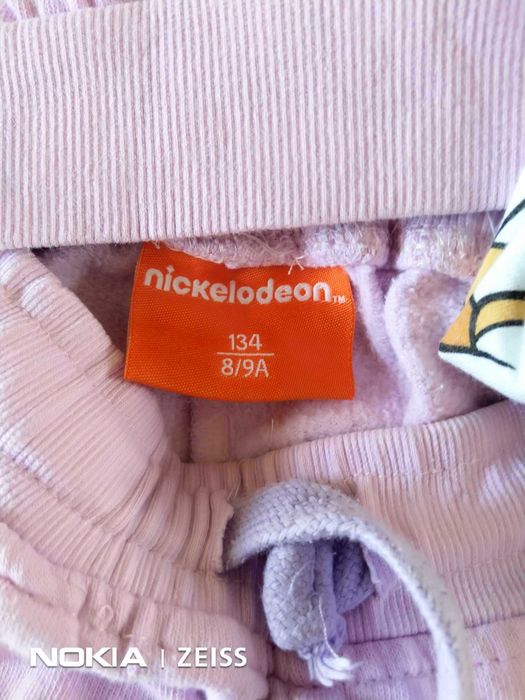 nickelodeon™
134
8/9A
NOKIA | ZEISS